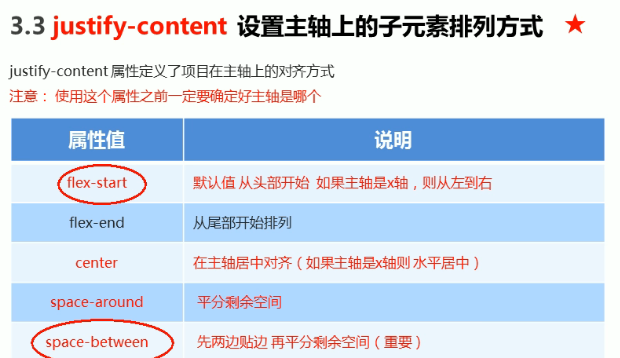 3.3 justify-content 设置主轴上的子元素排列方式 ★
justify-content 属性定义了项目在主轴上的对齐方式
注意： 使用这个属性之前一定要确定好主轴是哪个
属性值 说明
flex-start 默认值 从头部开始 如果主轴是x轴，则从左到右
flex-end 从尾部开始排列
center 在主轴居中对齐（如果主轴是x轴则 水平居中）
space-around 平分剩余空间
space-between 先两边贴边 再平分剩余空间（重要）